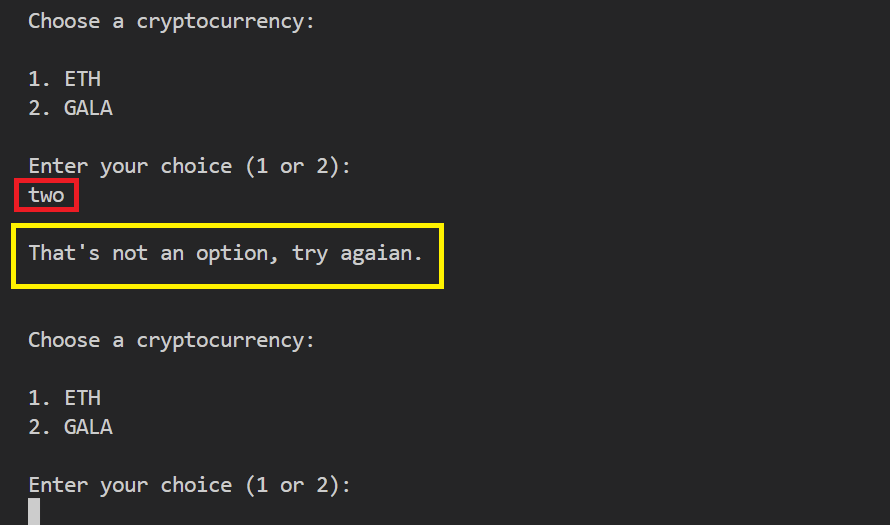 Choose a cryptocurrency:
1. ETH
2. GALA
Enter your choice (1 or 2):
two
That's not an option, try agaian.
Choose a cryptocurrency:
1. ETH
2. GALA
Enter your choice (1 or 2):